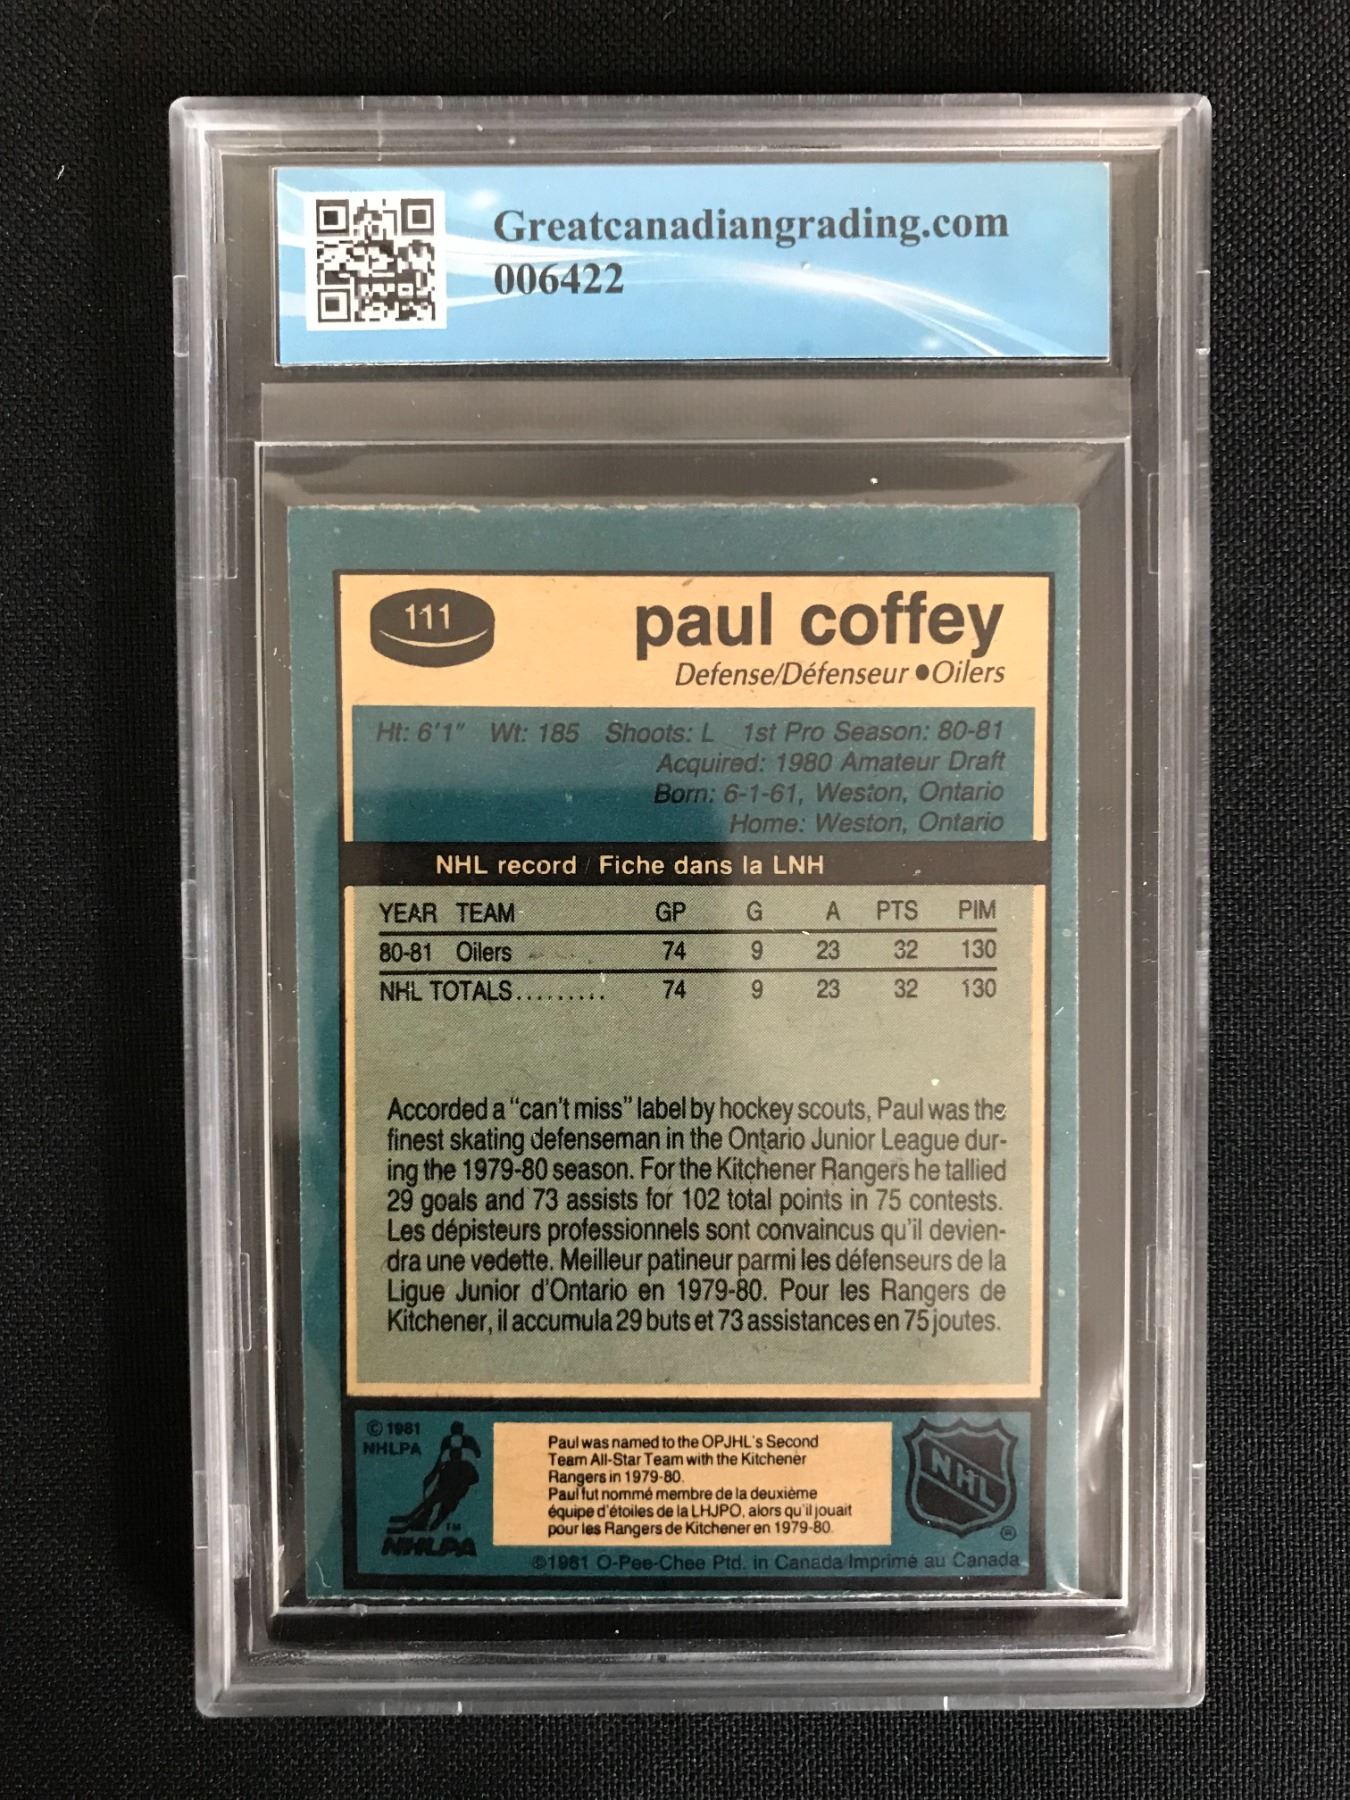 Greatcanadiangrading.com
006422
111
paul coffey
Defense/Défenseur ●Oilers
Ht: 6'1" Wt: 185 Shoots: L 1st Pro Season: 80-81
Acquired: 1980 Amateur Draft
Born: 6-1-61, Weston, Ontario
Home: Weston, Ontario
NHL record / Fiche dans la LNH
YEAR TEAM GP G A PTS PIM
80-81 Oilers 74 9 23 32 130
NHL TOTALS......... 74 9 23 32 130
Accorded a "can't miss" label by hockey scouts, Paul was the
finest skating defenseman in the Ontario Junior League dur-
ing the 1979-80 season. For the Kitchener Rangers he tallied
29 goals and 73 assists for 102 total points in 75 contests.
Les dépisteurs professionnels sont convaincus qu'il devien-
dra une vedette. Meilleur patineur parmi les défenseurs de la
Ligue Junior d'Ontario en 1979-80. Pour les Rangers de
Kitchener, il accumula 29 buts et 73 assistances en 75 joutes.
© 1981
NHLPA
TM
NHLPA
Paul was named to the OPJHL's Second
Team All-Star Team with the Kitchener
Rangers in 1979-80.
Paul fut nommé membre de la deuxième
équipe d'étoiles de la LHJPO, alors qu'il jouait
pour les Rangers de Kitchener en 1979-80.
NHL
®
©1981 O-Pee-Chee Ptd. in Canada/Imprimé au Canada